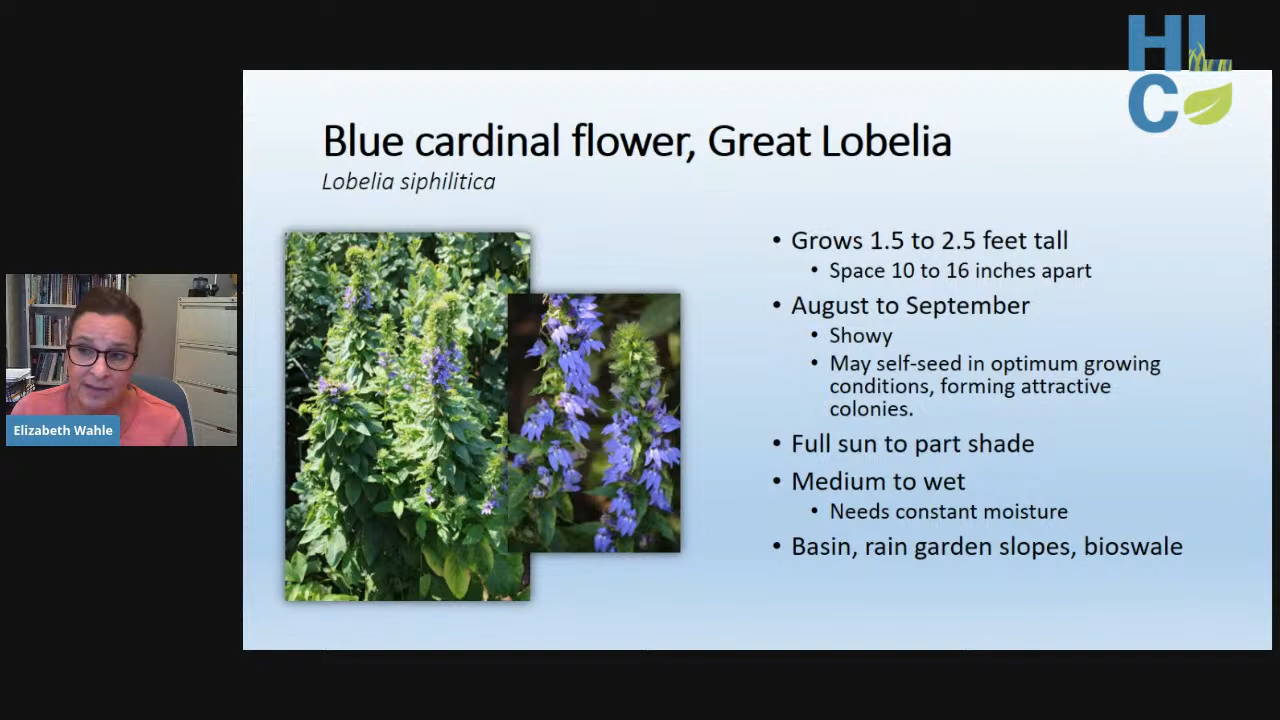 HL
C
Blue cardinal flower, Great Lobelia
Lobelia siphilitica
• Grows 1.5 to 2.5 feet tall
• Space 10 to 16 inches apart
• August to September
• Showy
• May self-seed in optimum growing
conditions, forming attractive
colonies.
• Full sun to part shade
• Medium to wet
• Needs constant moisture
• Basin, rain garden slopes, bioswale
Elizabeth Wahle